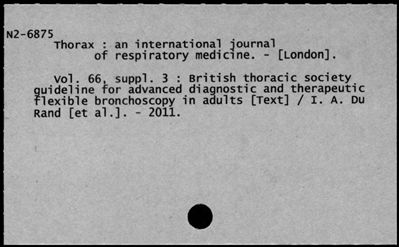 N2-6875
Thorax : an international journal
of respiratory medicine. - [London].
Vol. 66, suppl. 3 : British thoracic society
guideline for advanced diagnostic and therapeutic
flexible bronchoscopy in adults [Text] / I. A. Du
Rand [et al.]. - 2011.